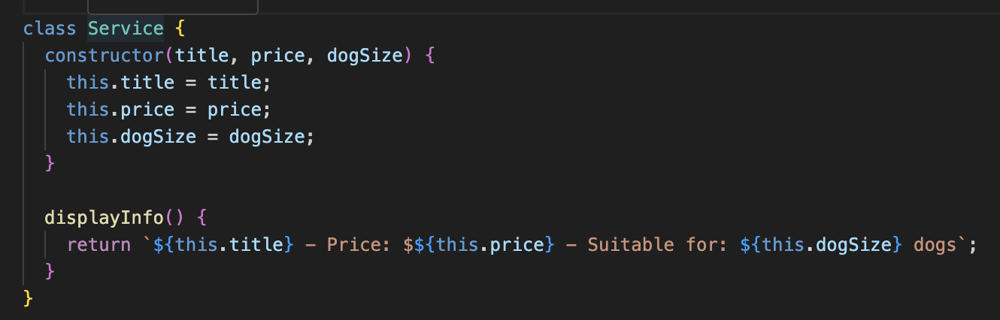 class Service {
constructor(title, price, dogSize) {
this.title = title;
this.price = price;
this.dogSize = dogSize;
}
displayInfo() {
return `${this.title} - Price: $${this.price} - Suitable for: ${this.dogSize} dogs`;
}
}